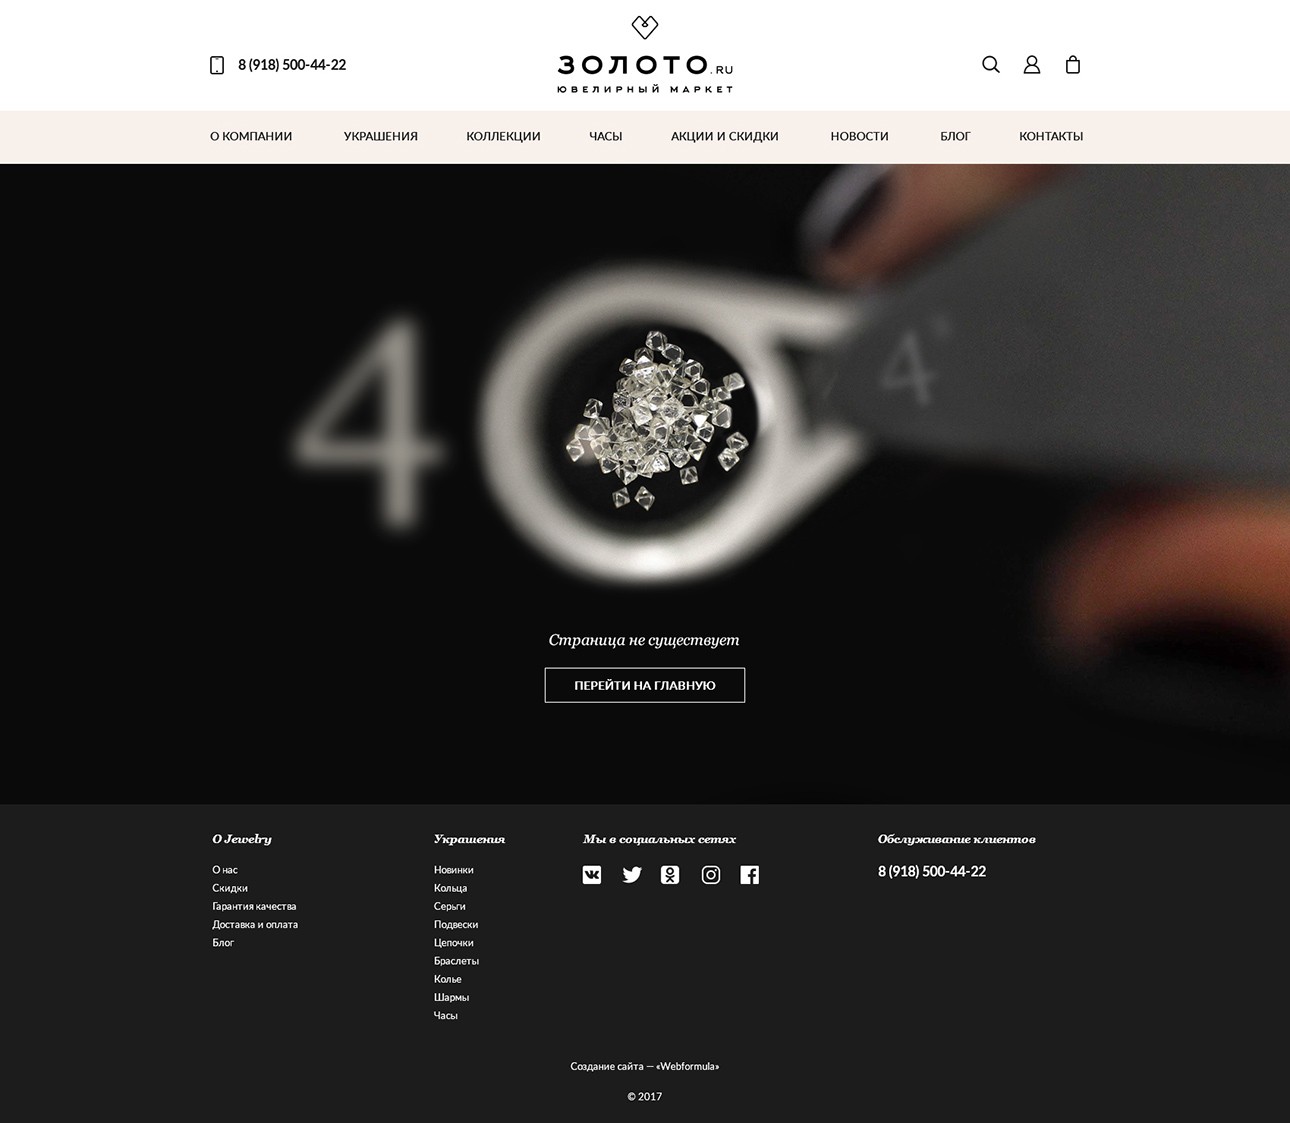 8 (918) 500-44-22
ЗОЛОТО.RU
ЮВЕЛИРНЫЙ МАРКЕТ
О КОМПАНИИ УКРАШЕНИЯ КОЛЛЕКЦИИ ЧАСЫ АКЦИИ И СКИДКИ НОВОСТИ БЛОГ КОНТАКТЫ
4 4
Страница не существует
ПЕРЕЙТИ НА ГЛАВНУЮ
О Jewelry
О нас
Скидки
Гарантия качества
Доставка и оплата
Блог
Украшения
Новинки
Кольца
Серьги
Подвески
Цепочки
Браслеты
Колье
Шармы
Часы
Мы в социальных сетях
Обслуживание клиентов
8 (918) 500-44-22
Создание сайта — «Webformula»
© 2017